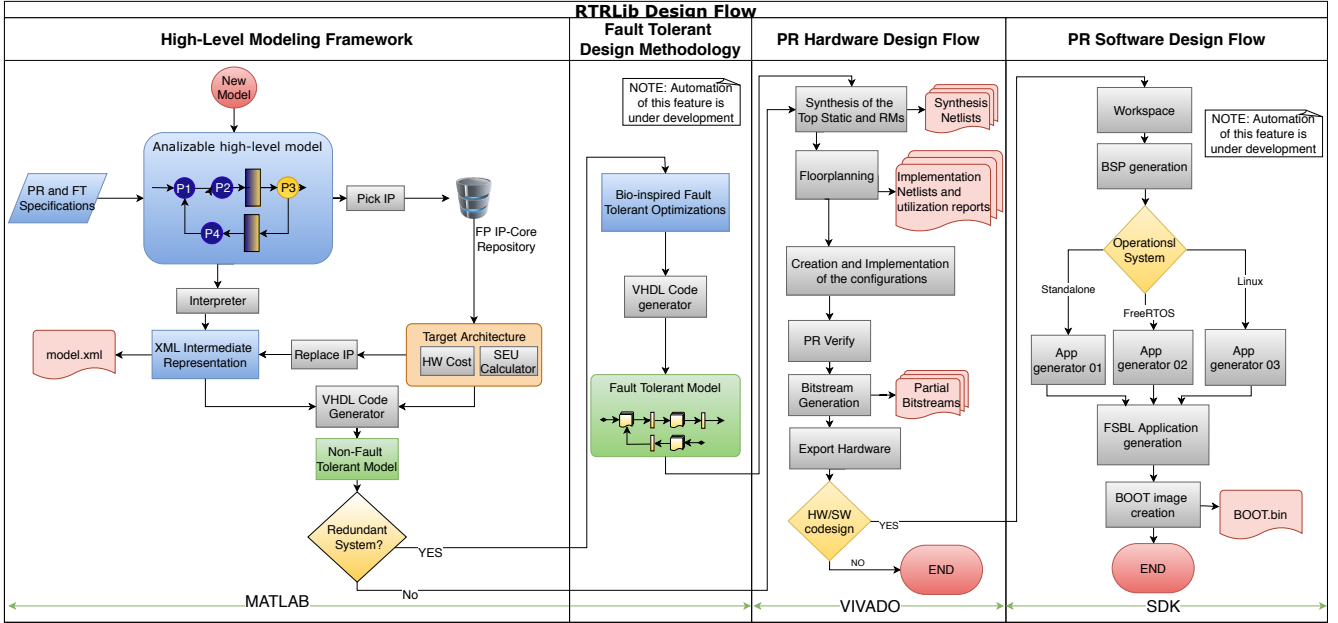 RTRLib Design Flow
High-Level Modeling Framework
Fault Tolerant
Design Methodology
PR Hardware Design Flow
PR Software Design Flow
New
Model
Analizable high-level model
P1
P2
P3
P4
PR and FT
Specifications
Pick IP
FP IP-Core
Repository
Interpreter
model.xml
XML Intermediate
Representation
Replace IP
Target Architecture
HW Cost
SEU
Calculator
VHDL Code
Generator
Non-Fault
Tolerant Model
Redundant
System?
YES
No
MATLAB
NOTE: Automation
of this feature is
under development
Bio-inspired Fault
Tolerant Optimizations
VHDL Code
generator
Fault Tolerant Model
Synthesis of the
Top Static and RMs
Synthesis
Netlists
Floorplanning
Implementation
Netlists and
utilization reports
Creation and Implementation
of the configurations
PR Verify
Bitstream
Generation
Partial
Bitstreams
Export Hardware
HW/SW
codesign
YES
NO
END
VIVADO
Workspace
NOTE: Automation
of this feature is
under development
BSP generation
Operationsl
System
Standalone
FreeRTOS
Linux
App
generator 01
App
generator 02
App
generator 03
FSBL Application
generation
BOOT image
creation
BOOT.bin
END
SDK